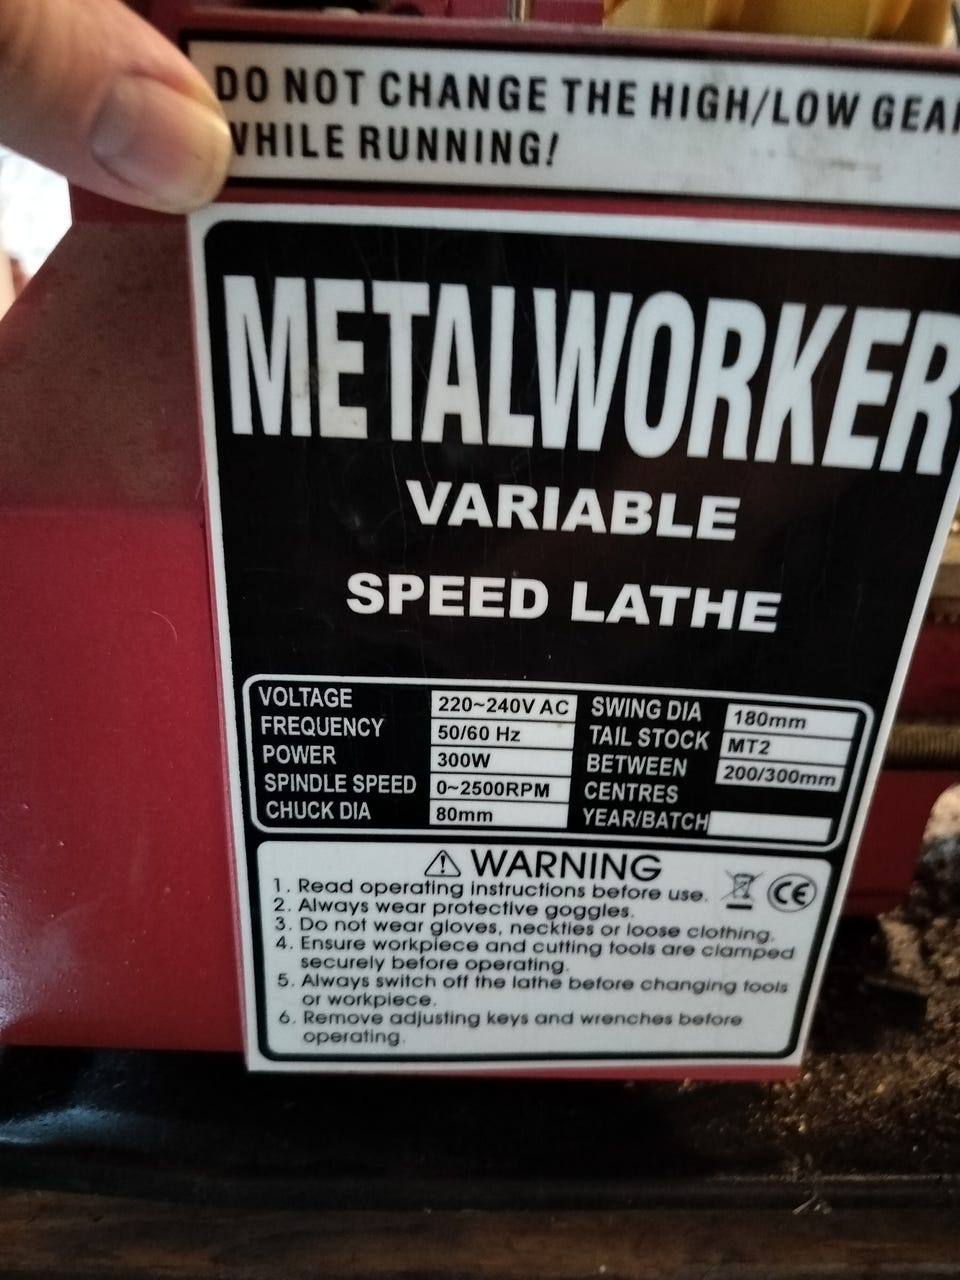 DO NOT CHANGE THE HIGH/LOW GEAR
WHILE RUNNING!
METALWORKER
VARIABLE
SPEED LATHE
VOLTAGE 220~240V AC SWING DIA 180mm
FREQUENCY 50/60 Hz TAIL STOCK MT2
POWER 300W BETWEEN 200/300mm
SPINDLE SPEED 0~2500RPM CENTRES
CHUCK DIA 80mm YEAR/BATCH
WARNING
1. Read operating instructions before use.
2. Always wear protective goggles.
3. Do not wear gloves, neckties or loose clothing.
4. Ensure workpiece and cutting tools are clamped
securely before operating.
5. Always switch off the lathe before changing tools
or workpiece.
6. Remove adjusting keys and wrenches before
operating.
CE